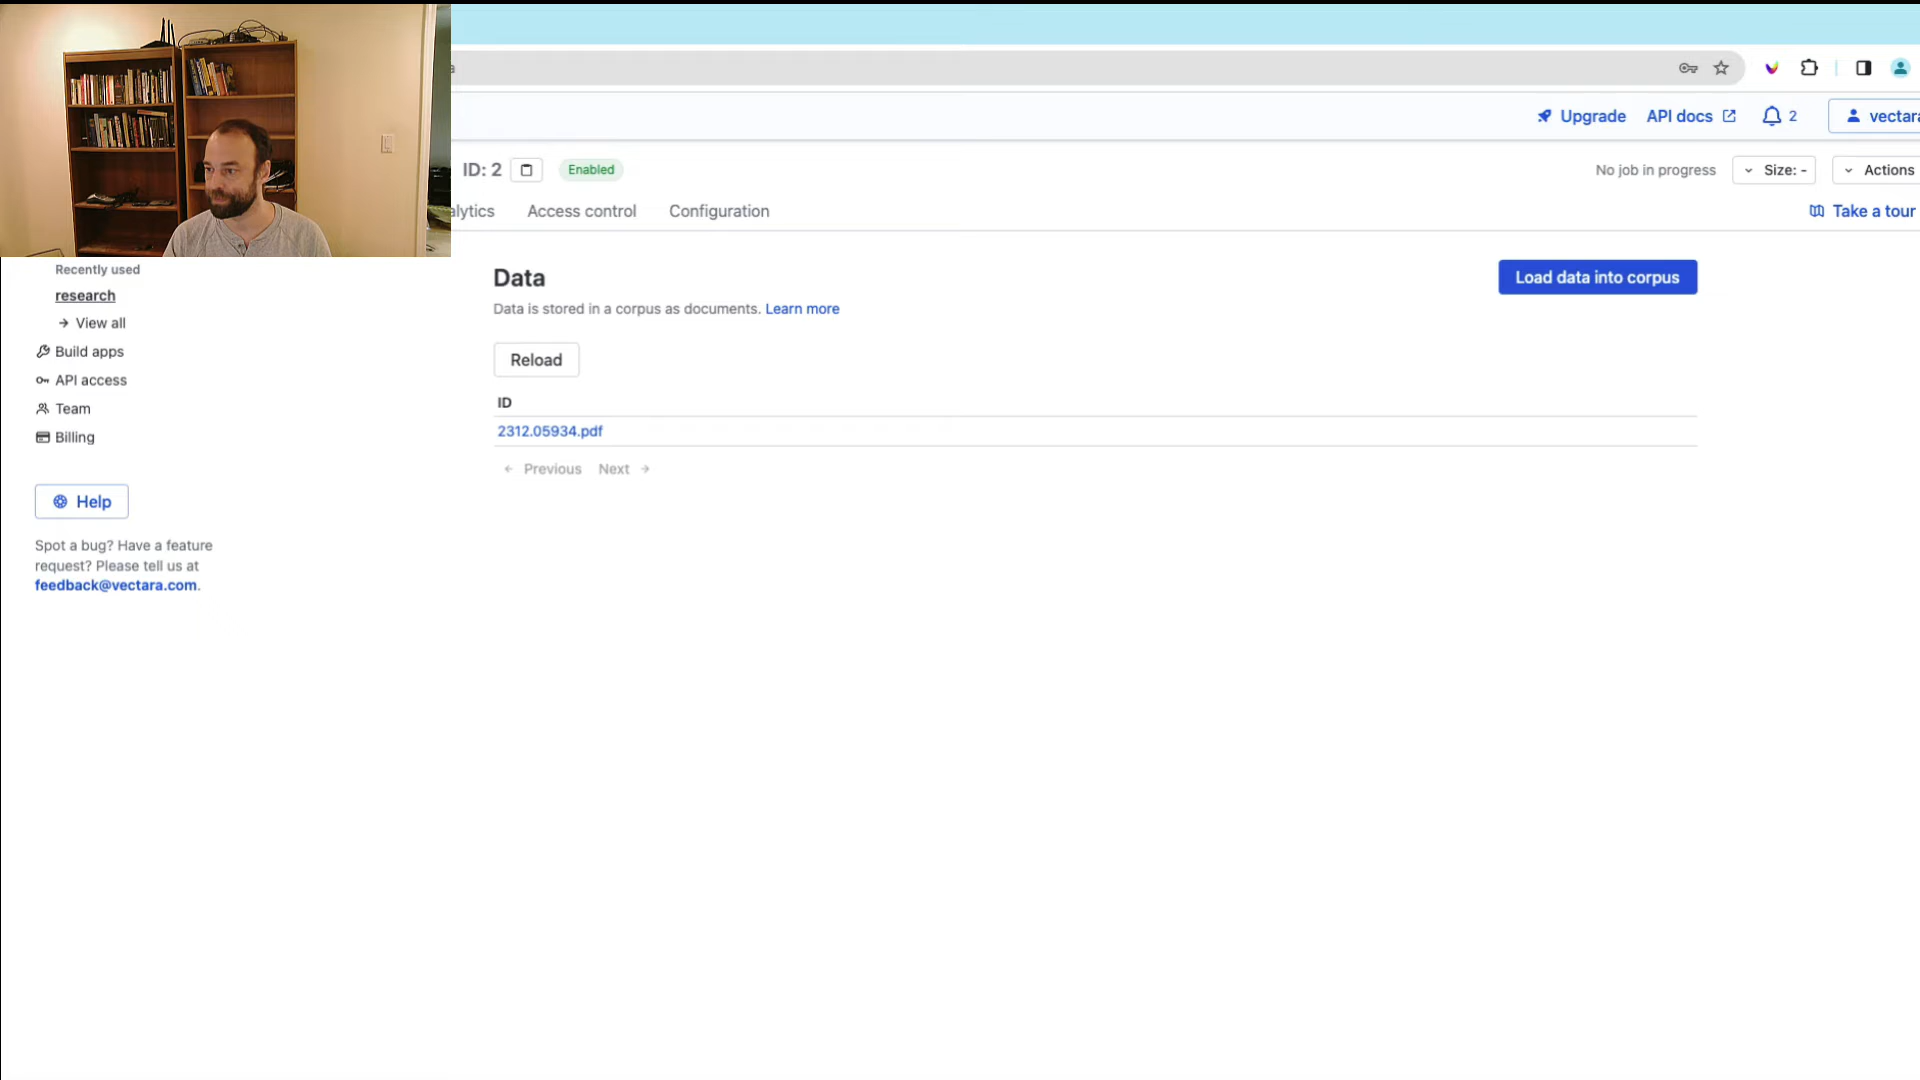 Upgrade
API docs
2
vectara
ID: 2
Enabled
No job in progress
Size: -
Actions
alytics
Access control
Configuration
Take a tour
Recently used
research
View all
Build apps
API access
Team
Billing
Help
Spot a bug? Have a feature
request? Please tell us at
feedback@vectara.com.
Data
Load data into corpus
Data is stored in a corpus as documents. Learn more
Reload
ID
2312.05934.pdf
Previous
Next